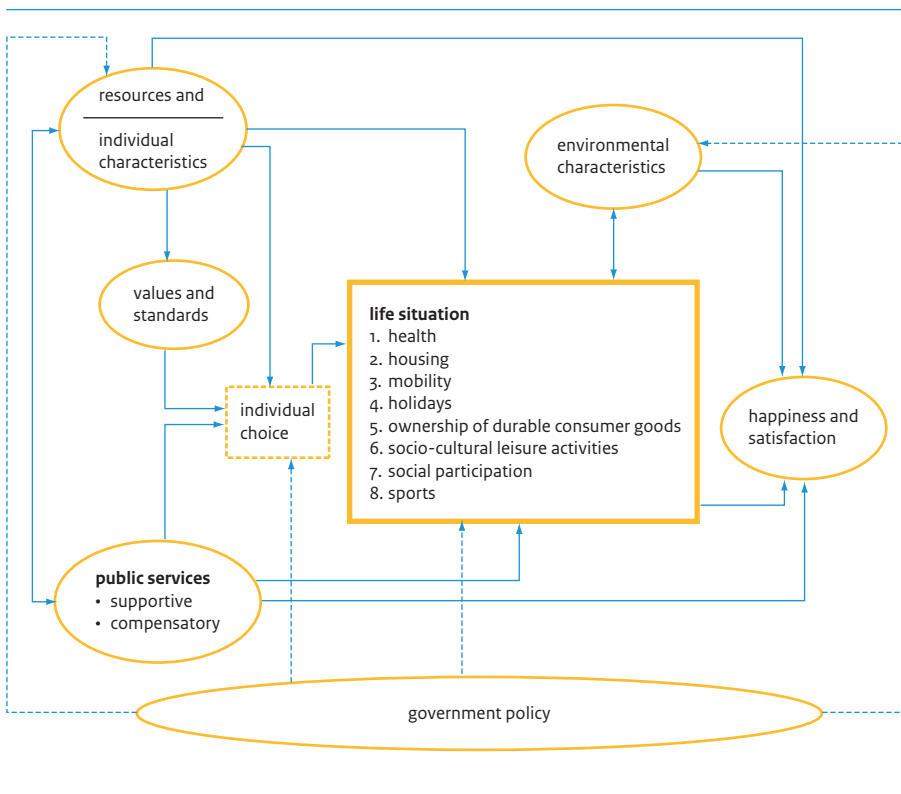 resources and
individual
characteristics
environmental
characteristics
values and
standards
life situation
1. health
2. housing
3. mobility
4. holidays
5. ownership of durable consumer goods
6. socio-cultural leisure activities
7. social participation
8. sports
individual
choice
happiness and
satisfaction
public services
• supportive
• compensatory
government policy